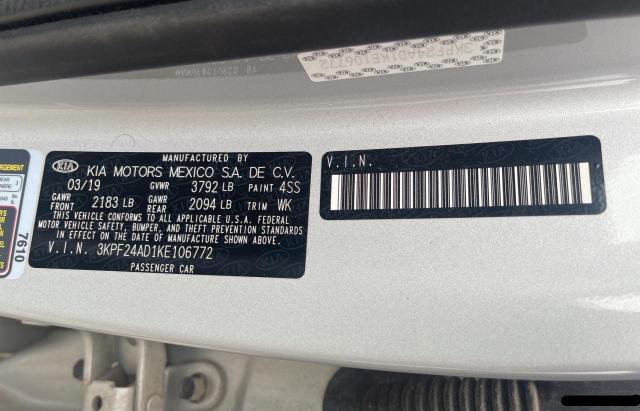 MANUFACTURED BY
KIA KIA MOTORS MEXICO S.A. DE C.V.
03/19 GVWR 3792 LB PAINT 4SS
GAWR FRONT 2183 LB GAWR REAR 2094 LB TRIM WK
THIS VEHICLE CONFORMS TO ALL APPLICABLE U.S.A. FEDERAL
MOTOR VEHICLE SAFETY, BUMPER, AND THEFT PREVENTION STANDARDS
IN EFFECT ON THE DATE OF MANUFACTURE SHOWN ABOVE.
V.I.N. 3KPF24AD1KE106772
PASSENGER CAR
V.I.N.
7610
3KPF24AD1KE106772